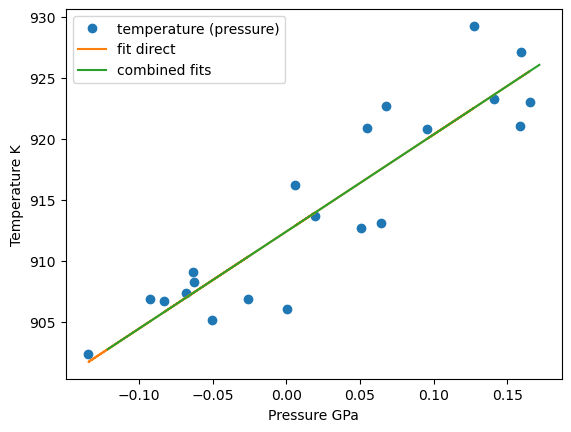 930
925
920
915
910
905
Temperature K
temperature (pressure)
fit direct
combined fits
−0.10
−0.05
0.00
0.05
0.10
0.15
Pressure GPa